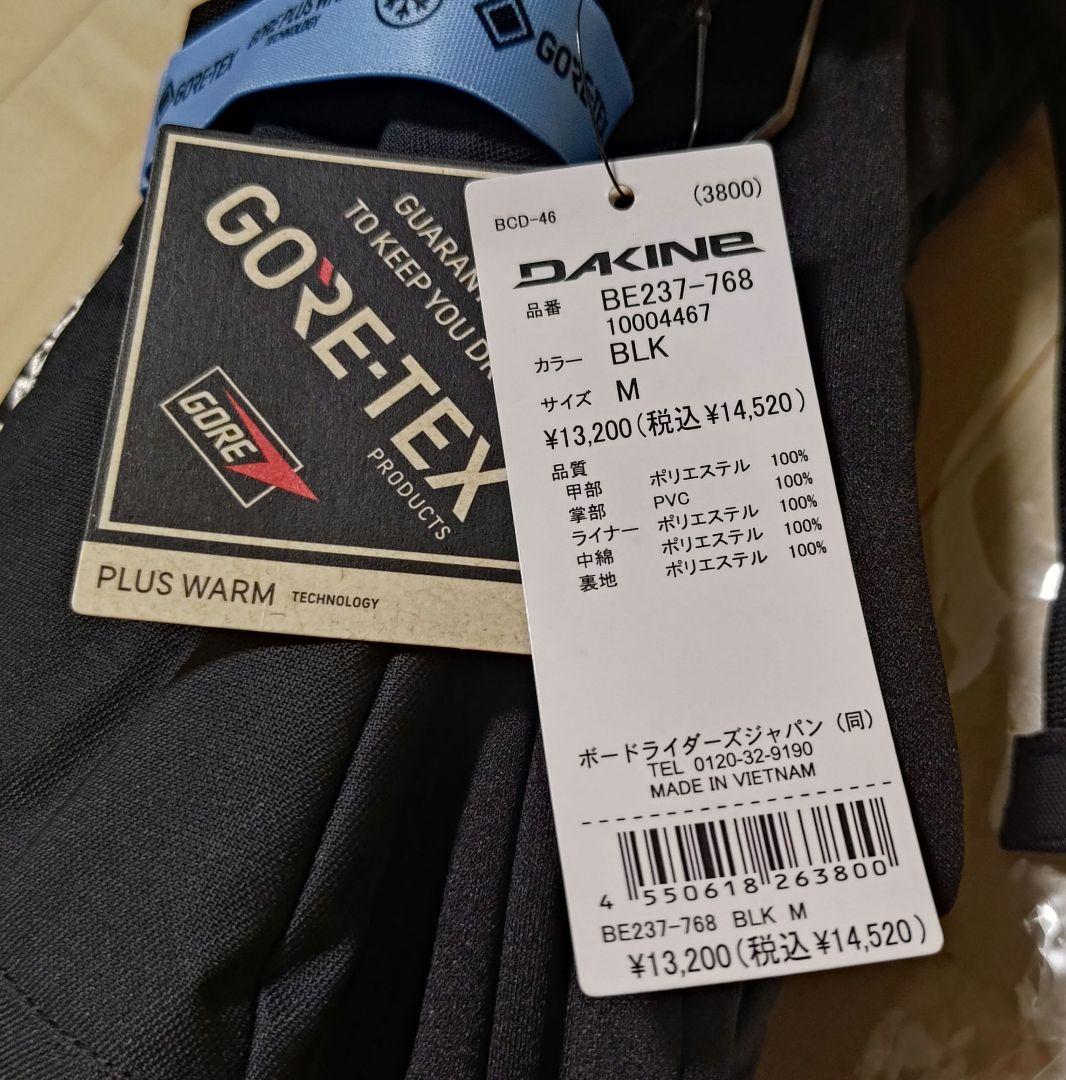 GORE-TEX
GORE PLUS WARM
TECHNOLOGY
GORE-TEX
GUARAN
TO KEEP YOU DR
GORE-TEX
PRODUCTS
GORE
PLUS WARM TECHNOLOGY
BCD-46 (3800)
DAKINE
品番 BE237-768
10004467
カラー BLK
サイズ M
¥13,200(税込¥14,520)
品質
甲部 ポリエステル 100%
掌部 PVC 100%
ライナー ポリエステル 100%
中綿 ポリエステル 100%
裏地 ポリエステル 100%
ボードライダーズジャパン（同）
TEL 0120-32-9190
MADE IN VIETNAM
4 550618 263800
BE237-768 BLK M
¥13,200(税込¥14,520)